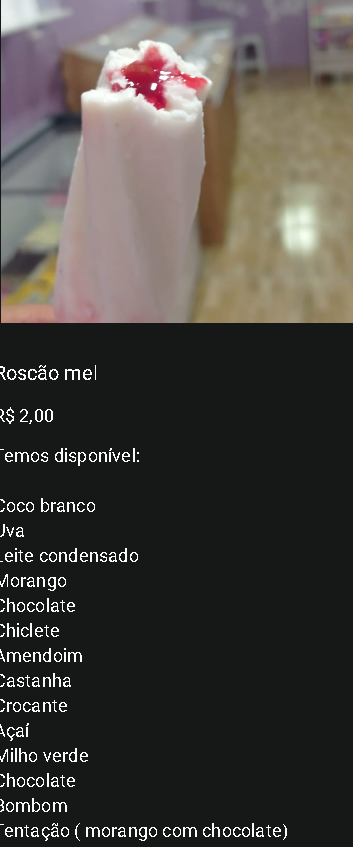 Roscão mel
R$ 2,00
Temos disponível:
Coco branco
Uva
Leite condensado
Morango
Chocolate
Chiclete
Amendoim
Castanha
Crocante
Açaí
Milho verde
Chocolate
Bombom
Tentação ( morango com chocolate)